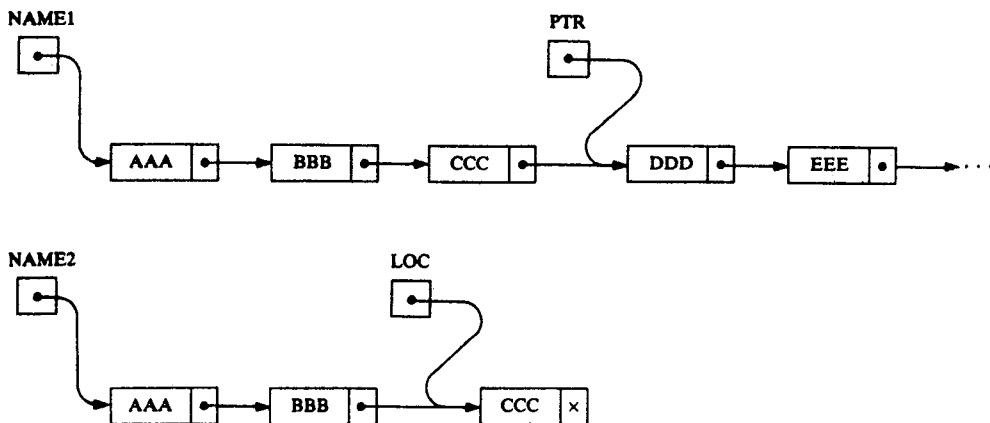 NAME1
PTR
AAA BBB CCC DDD EEE ...
NAME2
LOC
AAA BBB CCC ×